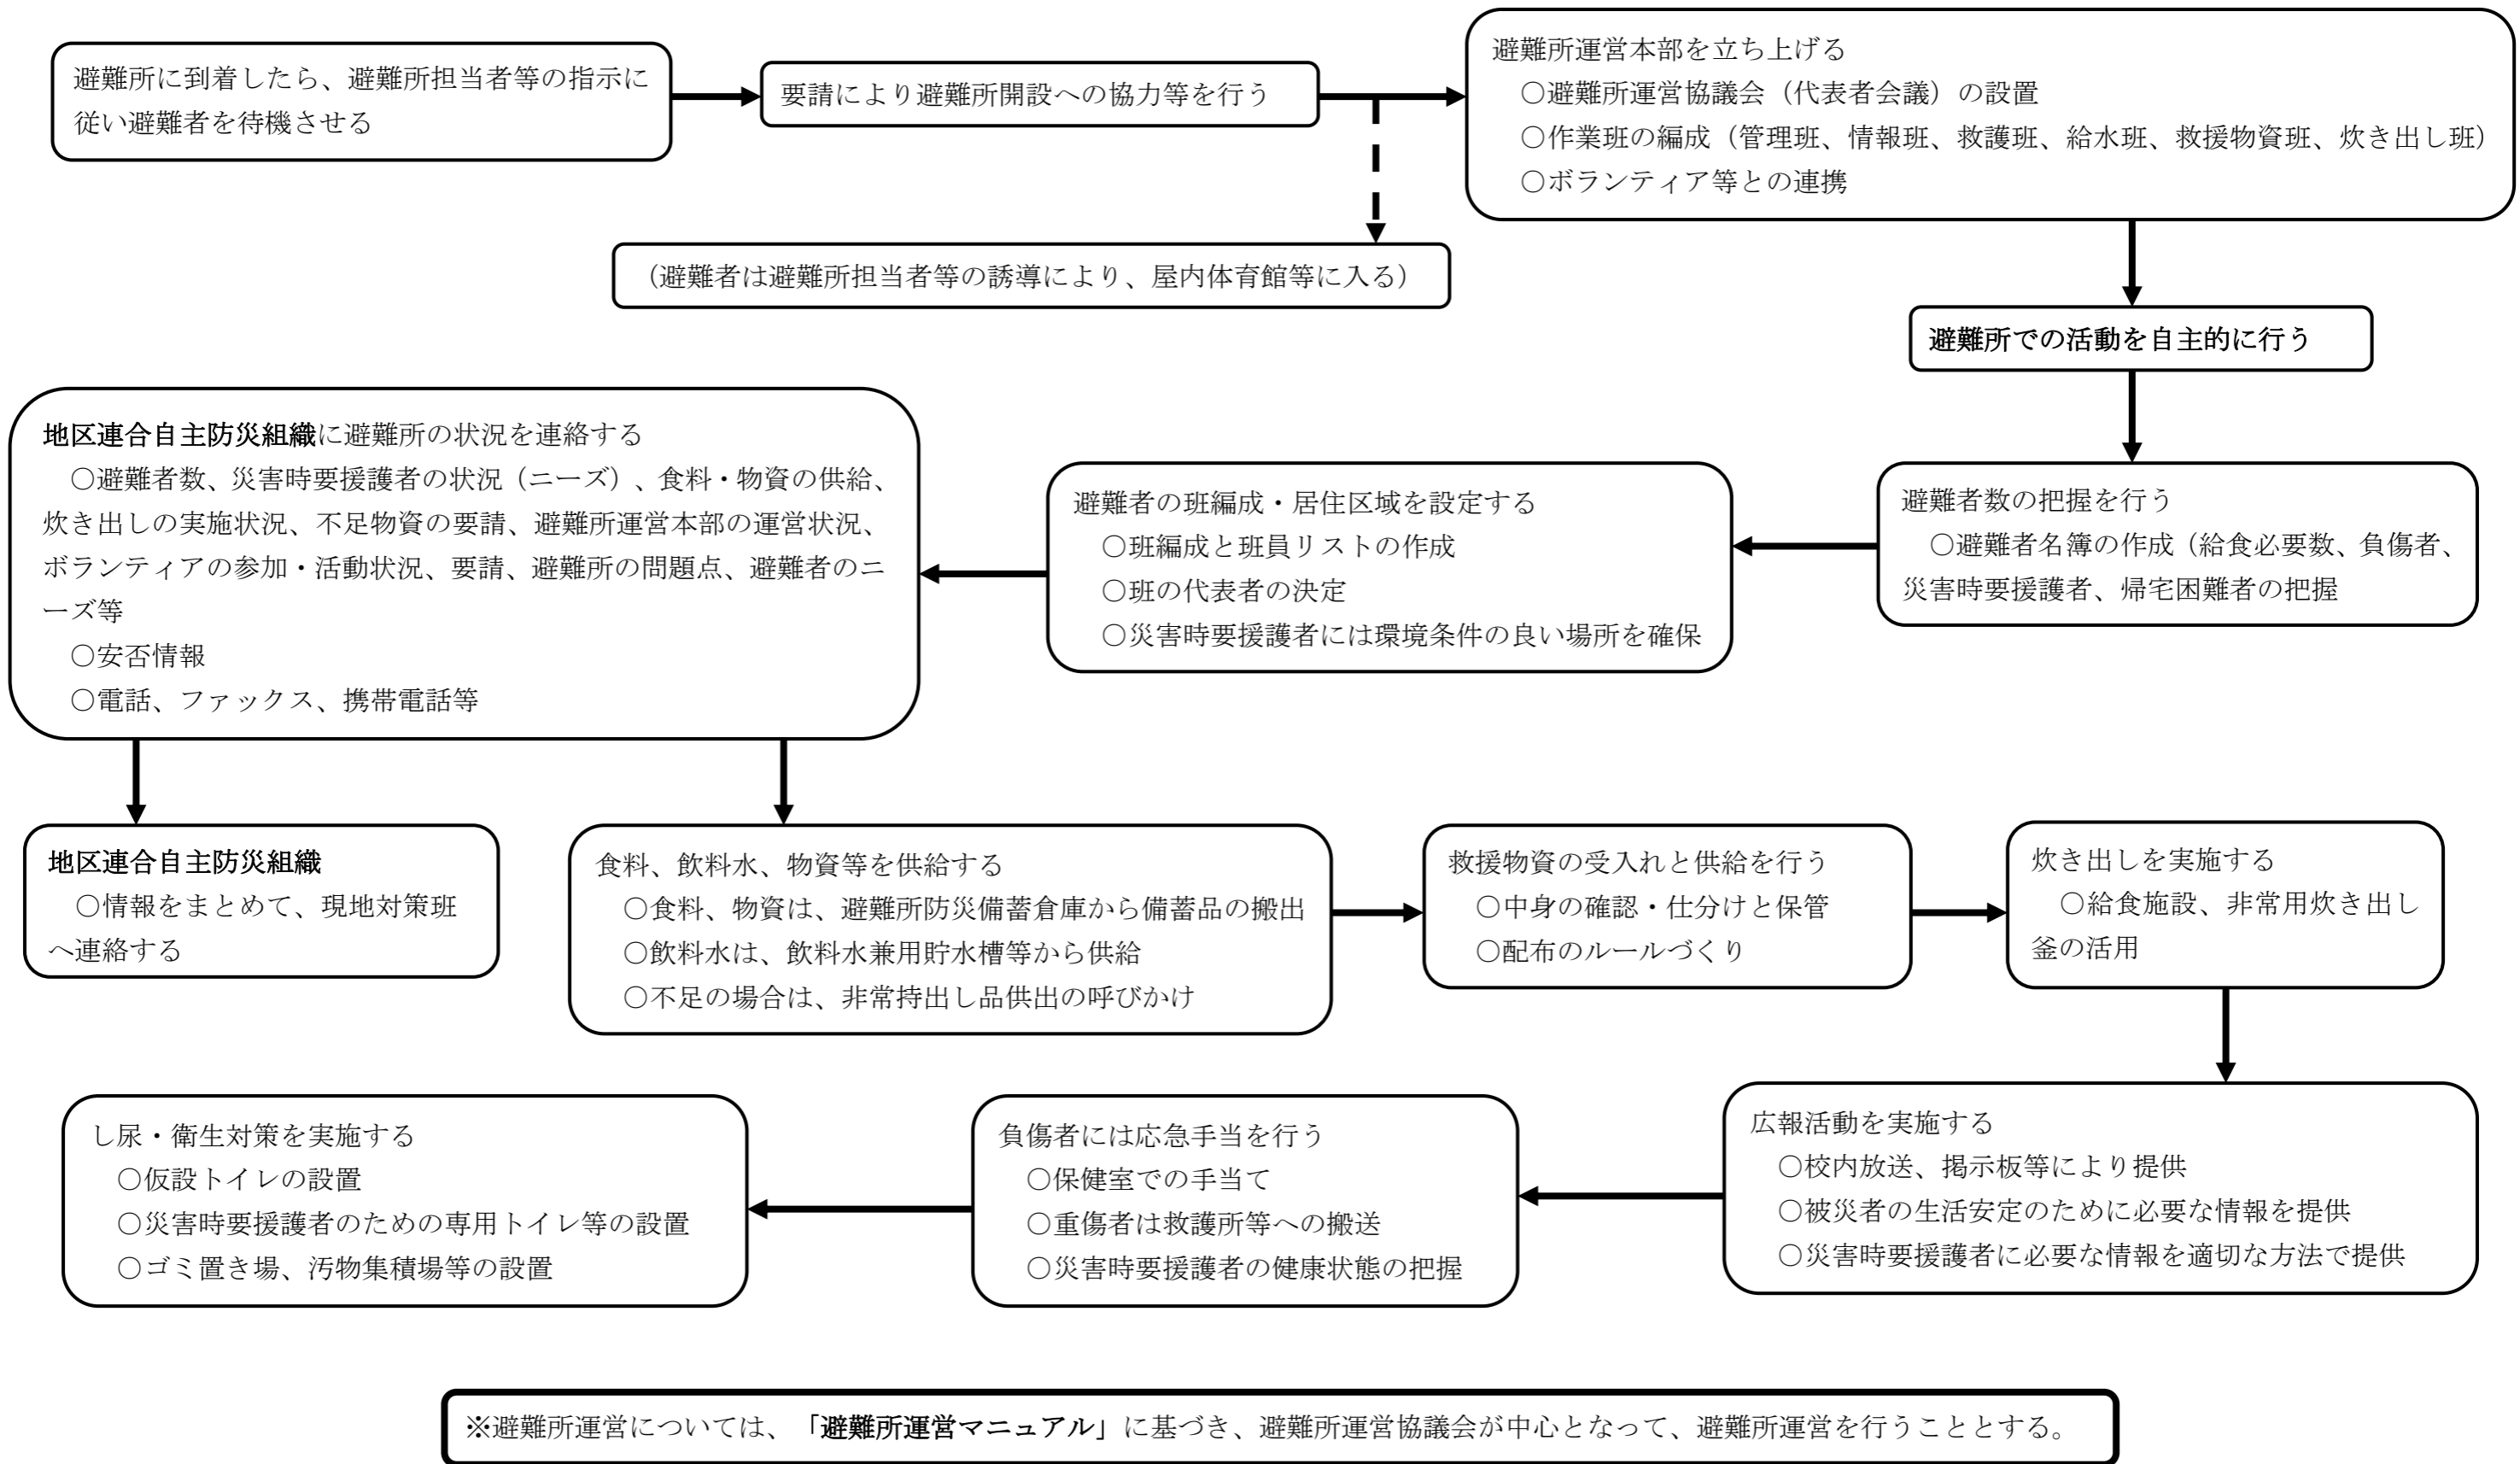 避難所に到着したら、避難所担当者等の指示に
従い避難者を待機させる
要請により避難所開設への協力等を行う
避難所運営本部を立ち上げる
○避難所運営協議会（代表者会議）の設置
○作業班の編成（管理班、情報班、救護班、給水班、救援物資班、炊き出し班）
○ボランティア等との連携
（避難者は避難所担当者等の誘導により、屋内体育館等に入る）
避難所での活動を自主的に行う
避難者数の把握を行う
○避難者名簿の作成（給食必要数、負傷者、
災害時要援護者、帰宅困難者の把握
避難者の班編成・居住区域を設定する
○班編成と班員リストの作成
○班の代表者の決定
○災害時要援護者には環境条件の良い場所を確保
地区連合自主防災組織に避難所の状況を連絡する
○避難者数、災害時要援護者の状況（ニーズ）、食料・物資の供給、
炊き出しの実施状況、不足物資の要請、避難所運営本部の運営状況、
ボランティアの参加・活動状況、要請、避難所の問題点、避難者のニ
ーズ等
○安否情報
○電話、ファックス、携帯電話等
地区連合自主防災組織
○情報をまとめて、現地対策班
へ連絡する
食料、飲料水、物資等を供給する
○食料、物資は、避難所防災備蓄倉庫から備蓄品の搬出
○飲料水は、飲料水兼用貯水槽等から供給
○不足の場合は、非常持出し品供出の呼びかけ
救援物資の受入れと供給を行う
○中身の確認・仕分けと保管
○配布のルールづくり
炊き出しを実施する
○給食施設、非常用炊き出し
釜の活用
広報活動を実施する
○校内放送、掲示板等により提供
○被災者の生活安定のために必要な情報を提供
○災害時要援護者に必要な情報を適切な方法で提供
負傷者には応急手当を行う
○保健室での手当て
○重傷者は救護所等への搬送
○災害時要援護者の健康状態の把握
し尿・衛生対策を実施する
○仮設トイレの設置
○災害時要援護者のための専用トイレ等の設置
○ゴミ置き場、汚物集積場等の設置
※避難所運営については、「避難所運営マニュアル」に基づき、避難所運営協議会が中心となって、避難所運営を行うこととする。